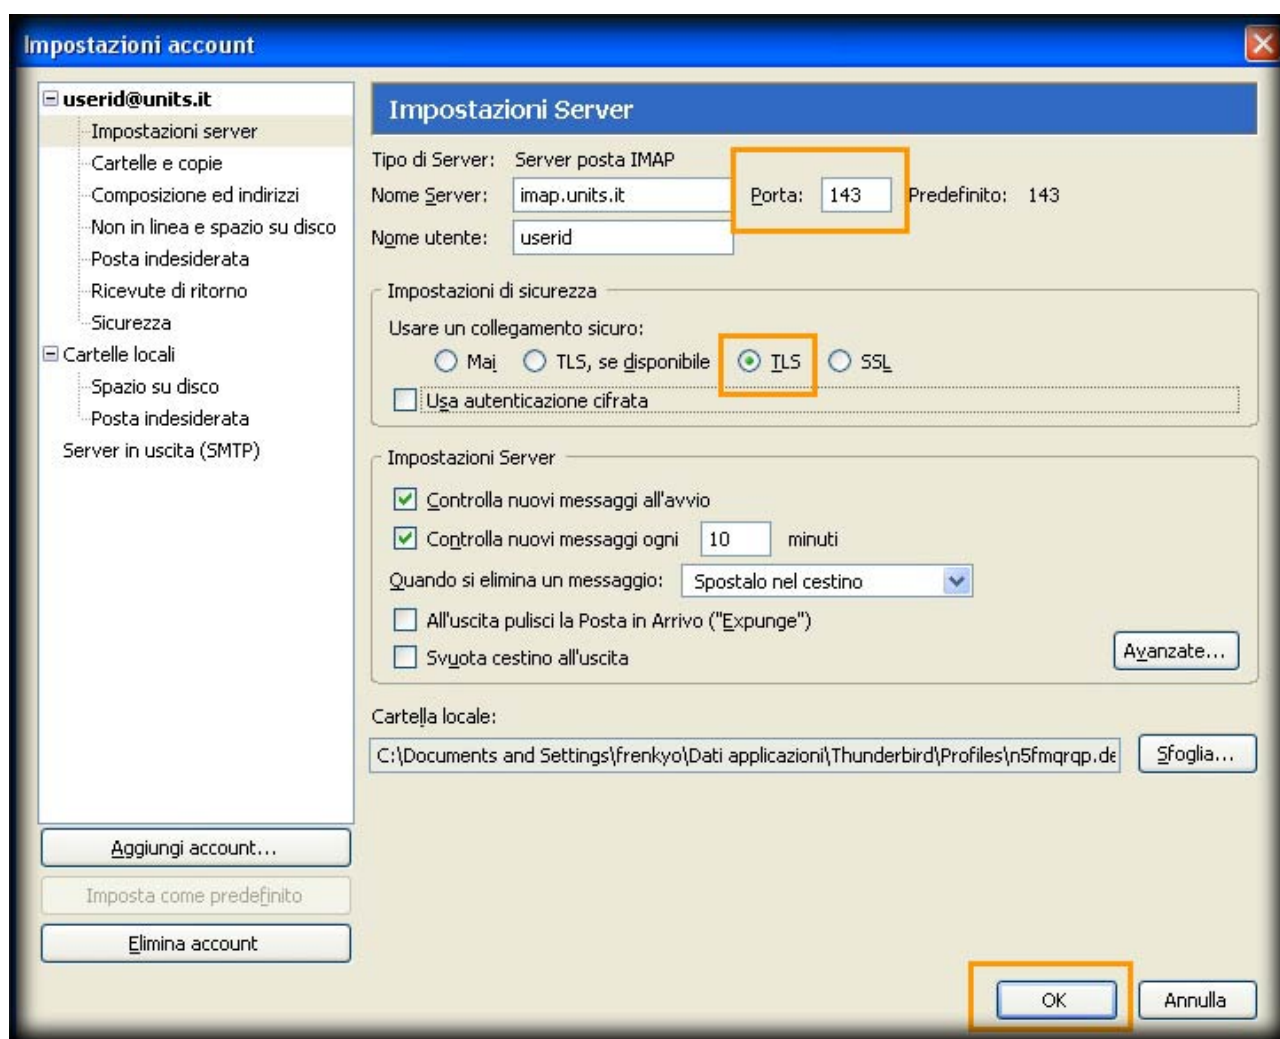 Impostazioni account
userid@units.it
Impostazioni server
Cartelle e copie
Composizione ed indirizzi
Non in linea e spazio su disco
Posta indesiderata
Ricevute di ritorno
Sicurezza
Cartelle locali
Spazio su disco
Posta indesiderata
Server in uscita (SMTP)
Aggiungi account...
Imposta come predefinito
Elimina account
Impostazioni Server
Tipo di Server: Server posta IMAP
Nome Server: imap.units.it Porta: 143 Predefinito: 143
Nome utente: userid
Impostazioni di sicurezza
Usare un collegamento sicuro:
Mai TLS, se disponibile TLS SSL
Usa autenticazione cifrata
Impostazioni Server
Controlla nuovi messaggi all'avvio
Controlla nuovi messaggi ogni 10 minuti
Quando si elimina un messaggio: Spostalo nel cestino
All'uscita pulisci la Posta in Arrivo ("Expunge")
Svuota cestino all'uscita
Avanzate...
Cartella locale:
C:\Documents and Settings\frenkyo\Dati applicazioni\Thunderbird\Profiles\n5fmqrqp.de Sfoglia...
OK Annulla